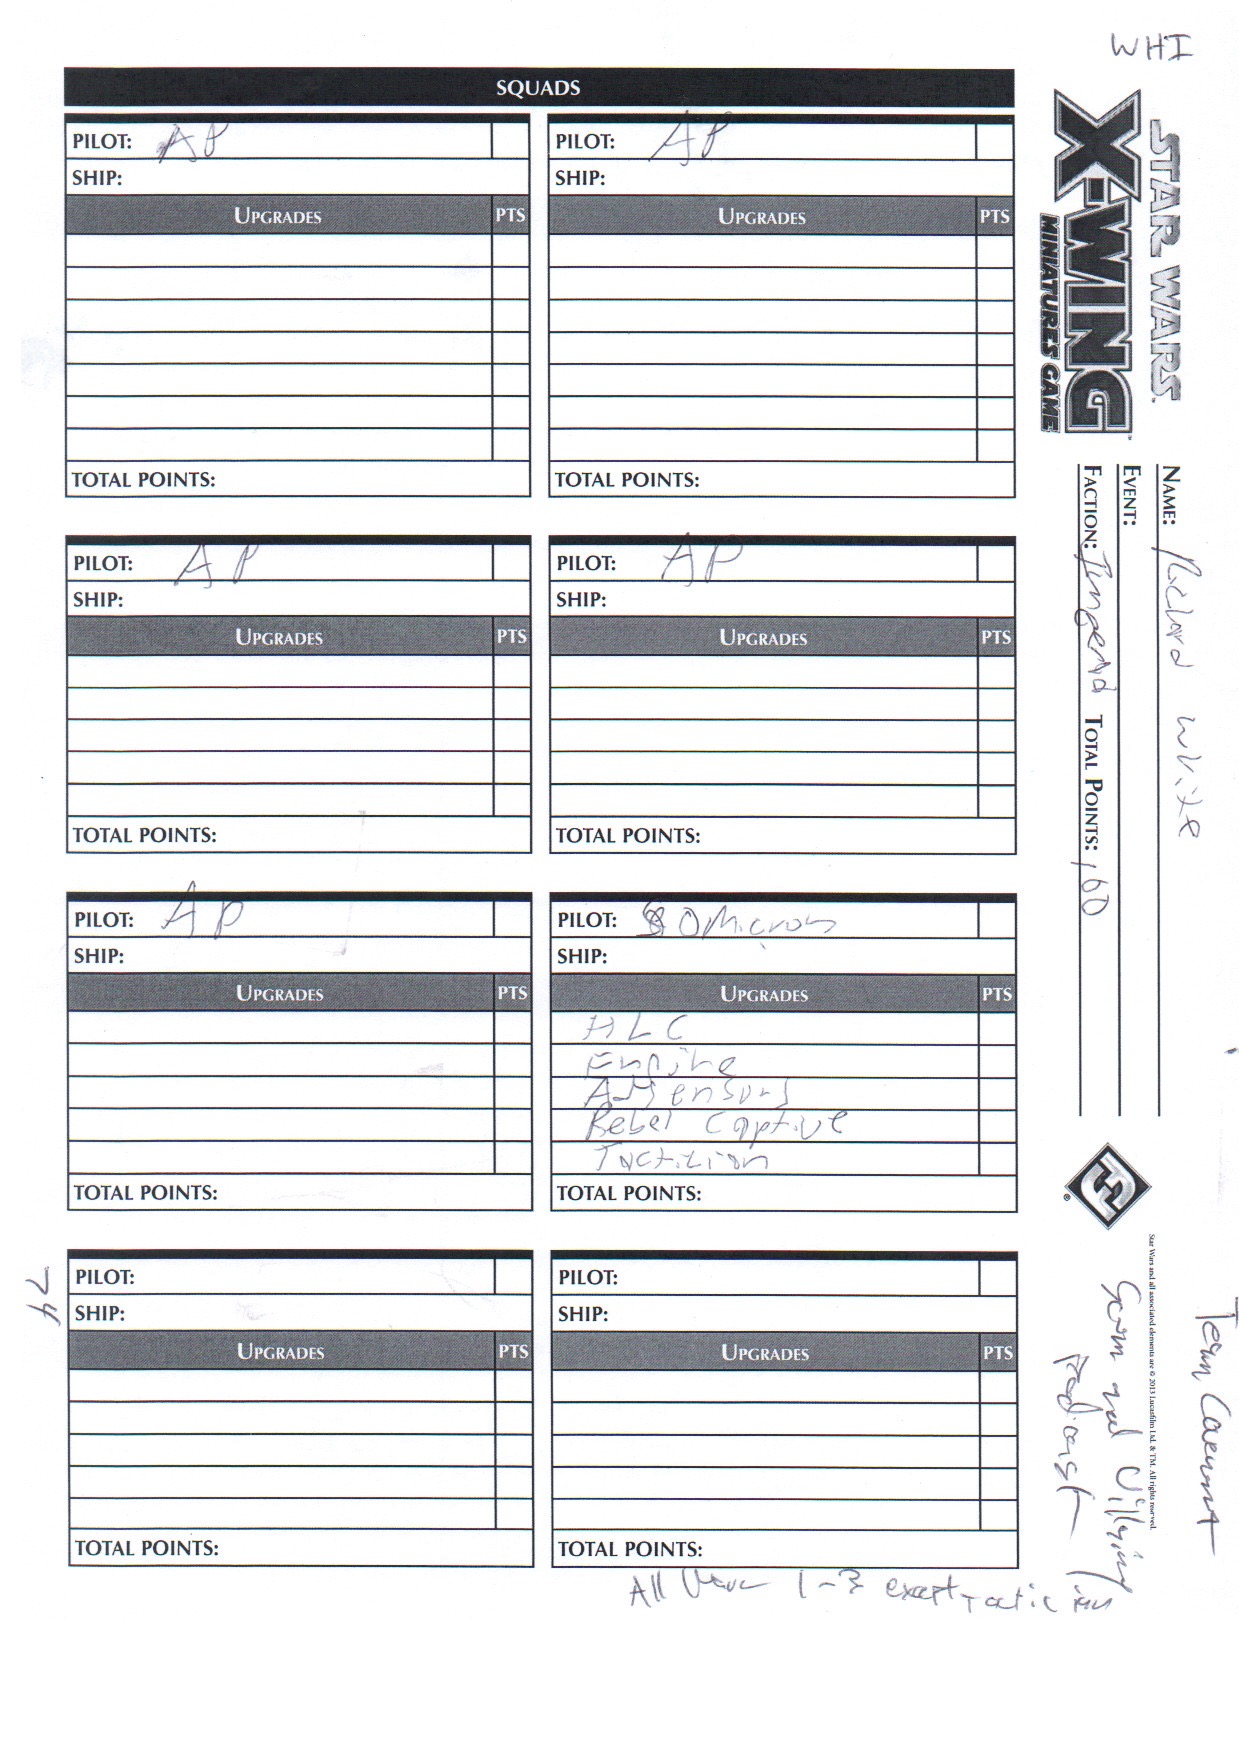 WHI
SQUADS
PILOT: AP
SHIP:
UPGRADES PTS
TOTAL POINTS:
PILOT: AP
SHIP:
UPGRADES PTS
TOTAL POINTS:
PILOT: AP
SHIP:
UPGRADES PTS
TOTAL POINTS:
PILOT: AP
SHIP:
UPGRADES PTS
TOTAL POINTS:
PILOT: AP
SHIP:
UPGRADES PTS
TOTAL POINTS:
PILOT: Omicron
SHIP:
UPGRADES PTS
HLC
Engine
Rebel Captive
Tactition
TOTAL POINTS:
PILOT:
SHIP:
UPGRADES PTS
TOTAL POINTS:
PILOT:
SHIP:
UPGRADES PTS
TOTAL POINTS:
STAR WARS
X-WING
MINIATURES GAME
NAME: Richard White
EVENT:
FACTION: Imperial TOTAL POINTS: 100
Star Wars and all associated elements are © 2013 Lucasfilm Ltd. & TM. All rights reserved.
Team
Scum and Villainy
Podcast
74
All 1-3 except Tactician